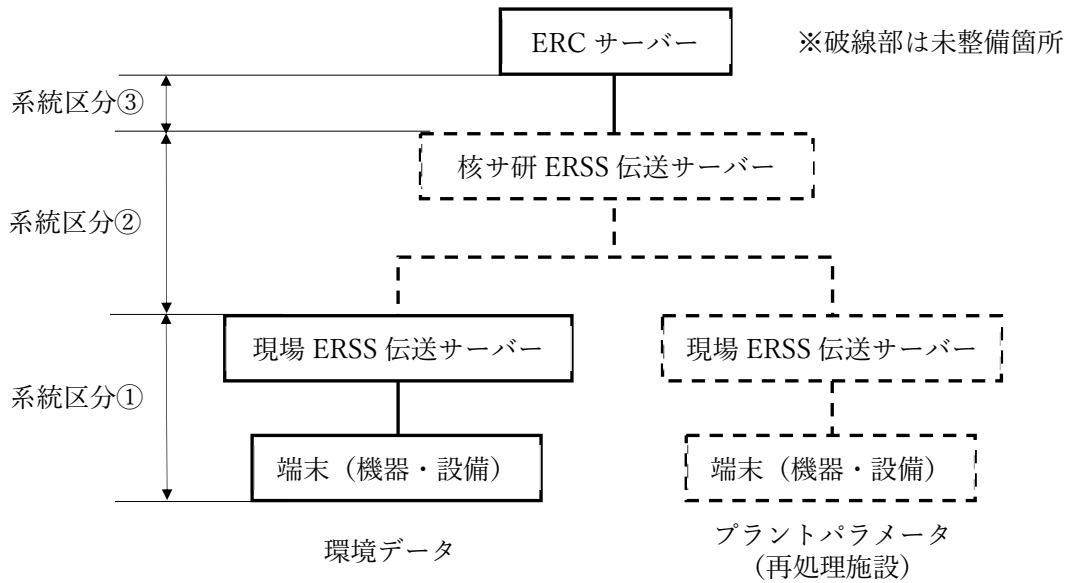 ERC サーバー
※破線部は未整備箇所
系統区分③
核サ研 ERSS 伝送サーバー
系統区分②
現場 ERSS 伝送サーバー
現場 ERSS 伝送サーバー
系統区分①
端末（機器・設備）
端末（機器・設備）
環境データ
プラントパラメータ
（再処理施設）